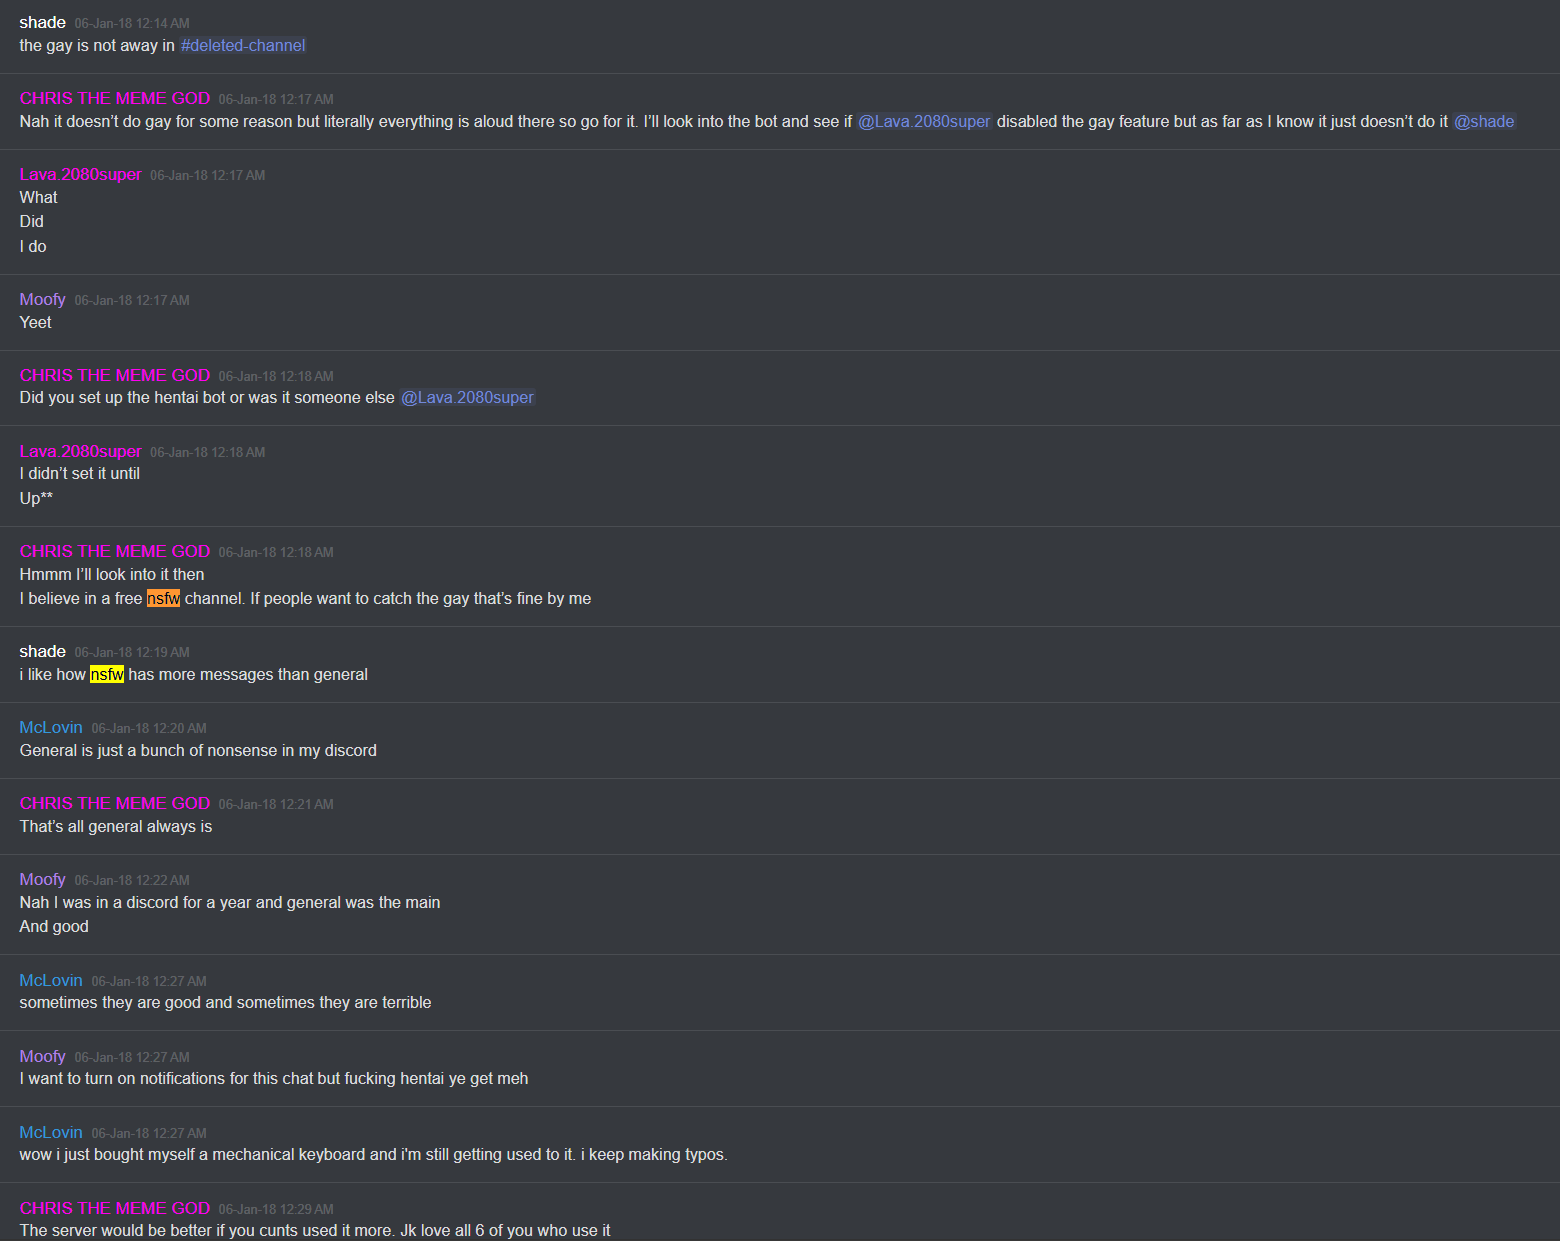 shade 06-Jan-18 12:14 AM
the gay is not away in #deleted-channel
CHRIS THE MEME GOD 06-Jan-18 12:17 AM
Nah it doesn’t do gay for some reason but literally everything is aloud there so go for it. I’ll look into the bot and see if @Lava.2080super disabled the gay feature but as far as I know it just doesn’t do it @shade
Lava.2080super 06-Jan-18 12:17 AM
What
Did
I do
Moofy 06-Jan-18 12:17 AM
Yeet
CHRIS THE MEME GOD 06-Jan-18 12:18 AM
Did you set up the hentai bot or was it someone else @Lava.2080super
Lava.2080super 06-Jan-18 12:18 AM
I didn’t set it until
Up**
CHRIS THE MEME GOD 06-Jan-18 12:18 AM
Hmmm I’ll look into it then
I believe in a free nsfw channel. If people want to catch the gay that’s fine by me
shade 06-Jan-18 12:19 AM
i like how nsfw has more messages than general
McLovin 06-Jan-18 12:20 AM
General is just a bunch of nonsense in my discord
CHRIS THE MEME GOD 06-Jan-18 12:21 AM
That’s all general always is
Moofy 06-Jan-18 12:22 AM
Nah I was in a discord for a year and general was the main
And good
McLovin 06-Jan-18 12:27 AM
sometimes they are good and sometimes they are terrible
Moofy 06-Jan-18 12:27 AM
I want to turn on notifications for this chat but fucking hentai ye get meh
McLovin 06-Jan-18 12:27 AM
wow i just bought myself a mechanical keyboard and i'm still getting used to it. i keep making typos.
CHRIS THE MEME GOD 06-Jan-18 12:29 AM
The server would be better if you cunts used it more. Jk love all 6 of you who use it